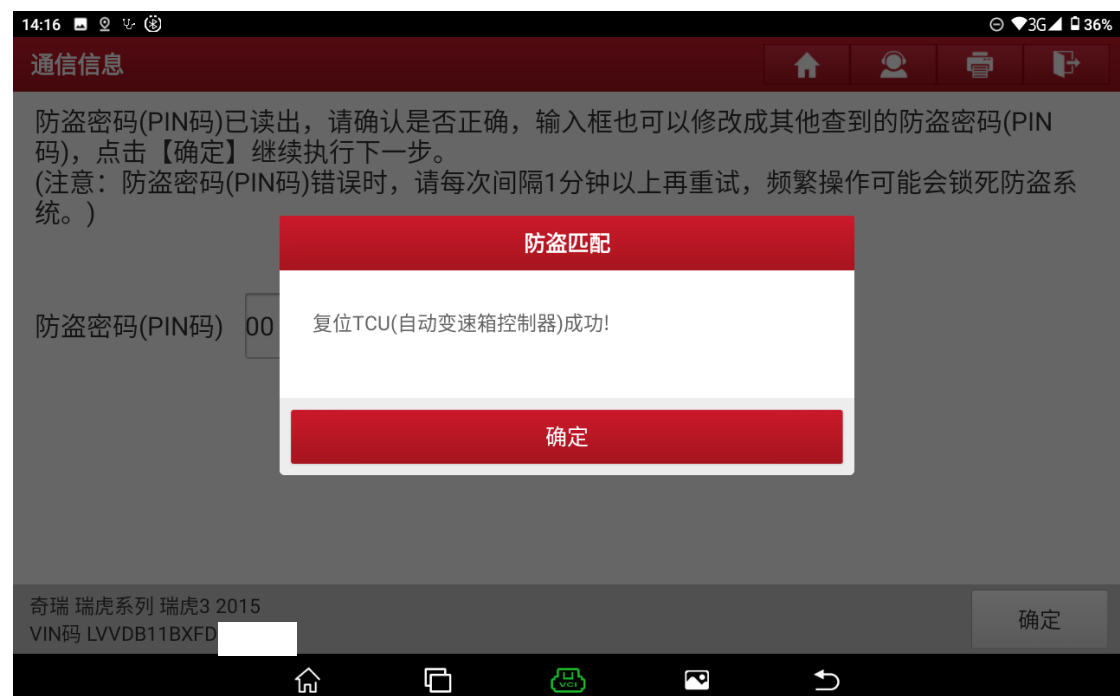 14:16
3G
36%
通信信息
防盗密码(PIN码)已读出，请确认是否正确，输入框也可以修改成其他查到的防盗密码(PIN
码)，点击【确定】继续执行下一步。
(注意：防盗密码(PIN码)错误时，请每次间隔1分钟以上再重试，频繁操作可能会锁死防盗系
统。)
防盗匹配
防盗密码(PIN码)
00
复位TCU(自动变速箱控制器)成功!
确定
奇瑞 瑞虎系列 瑞虎3 2015
VIN码 LVVDB11BXFD
确定
VCI